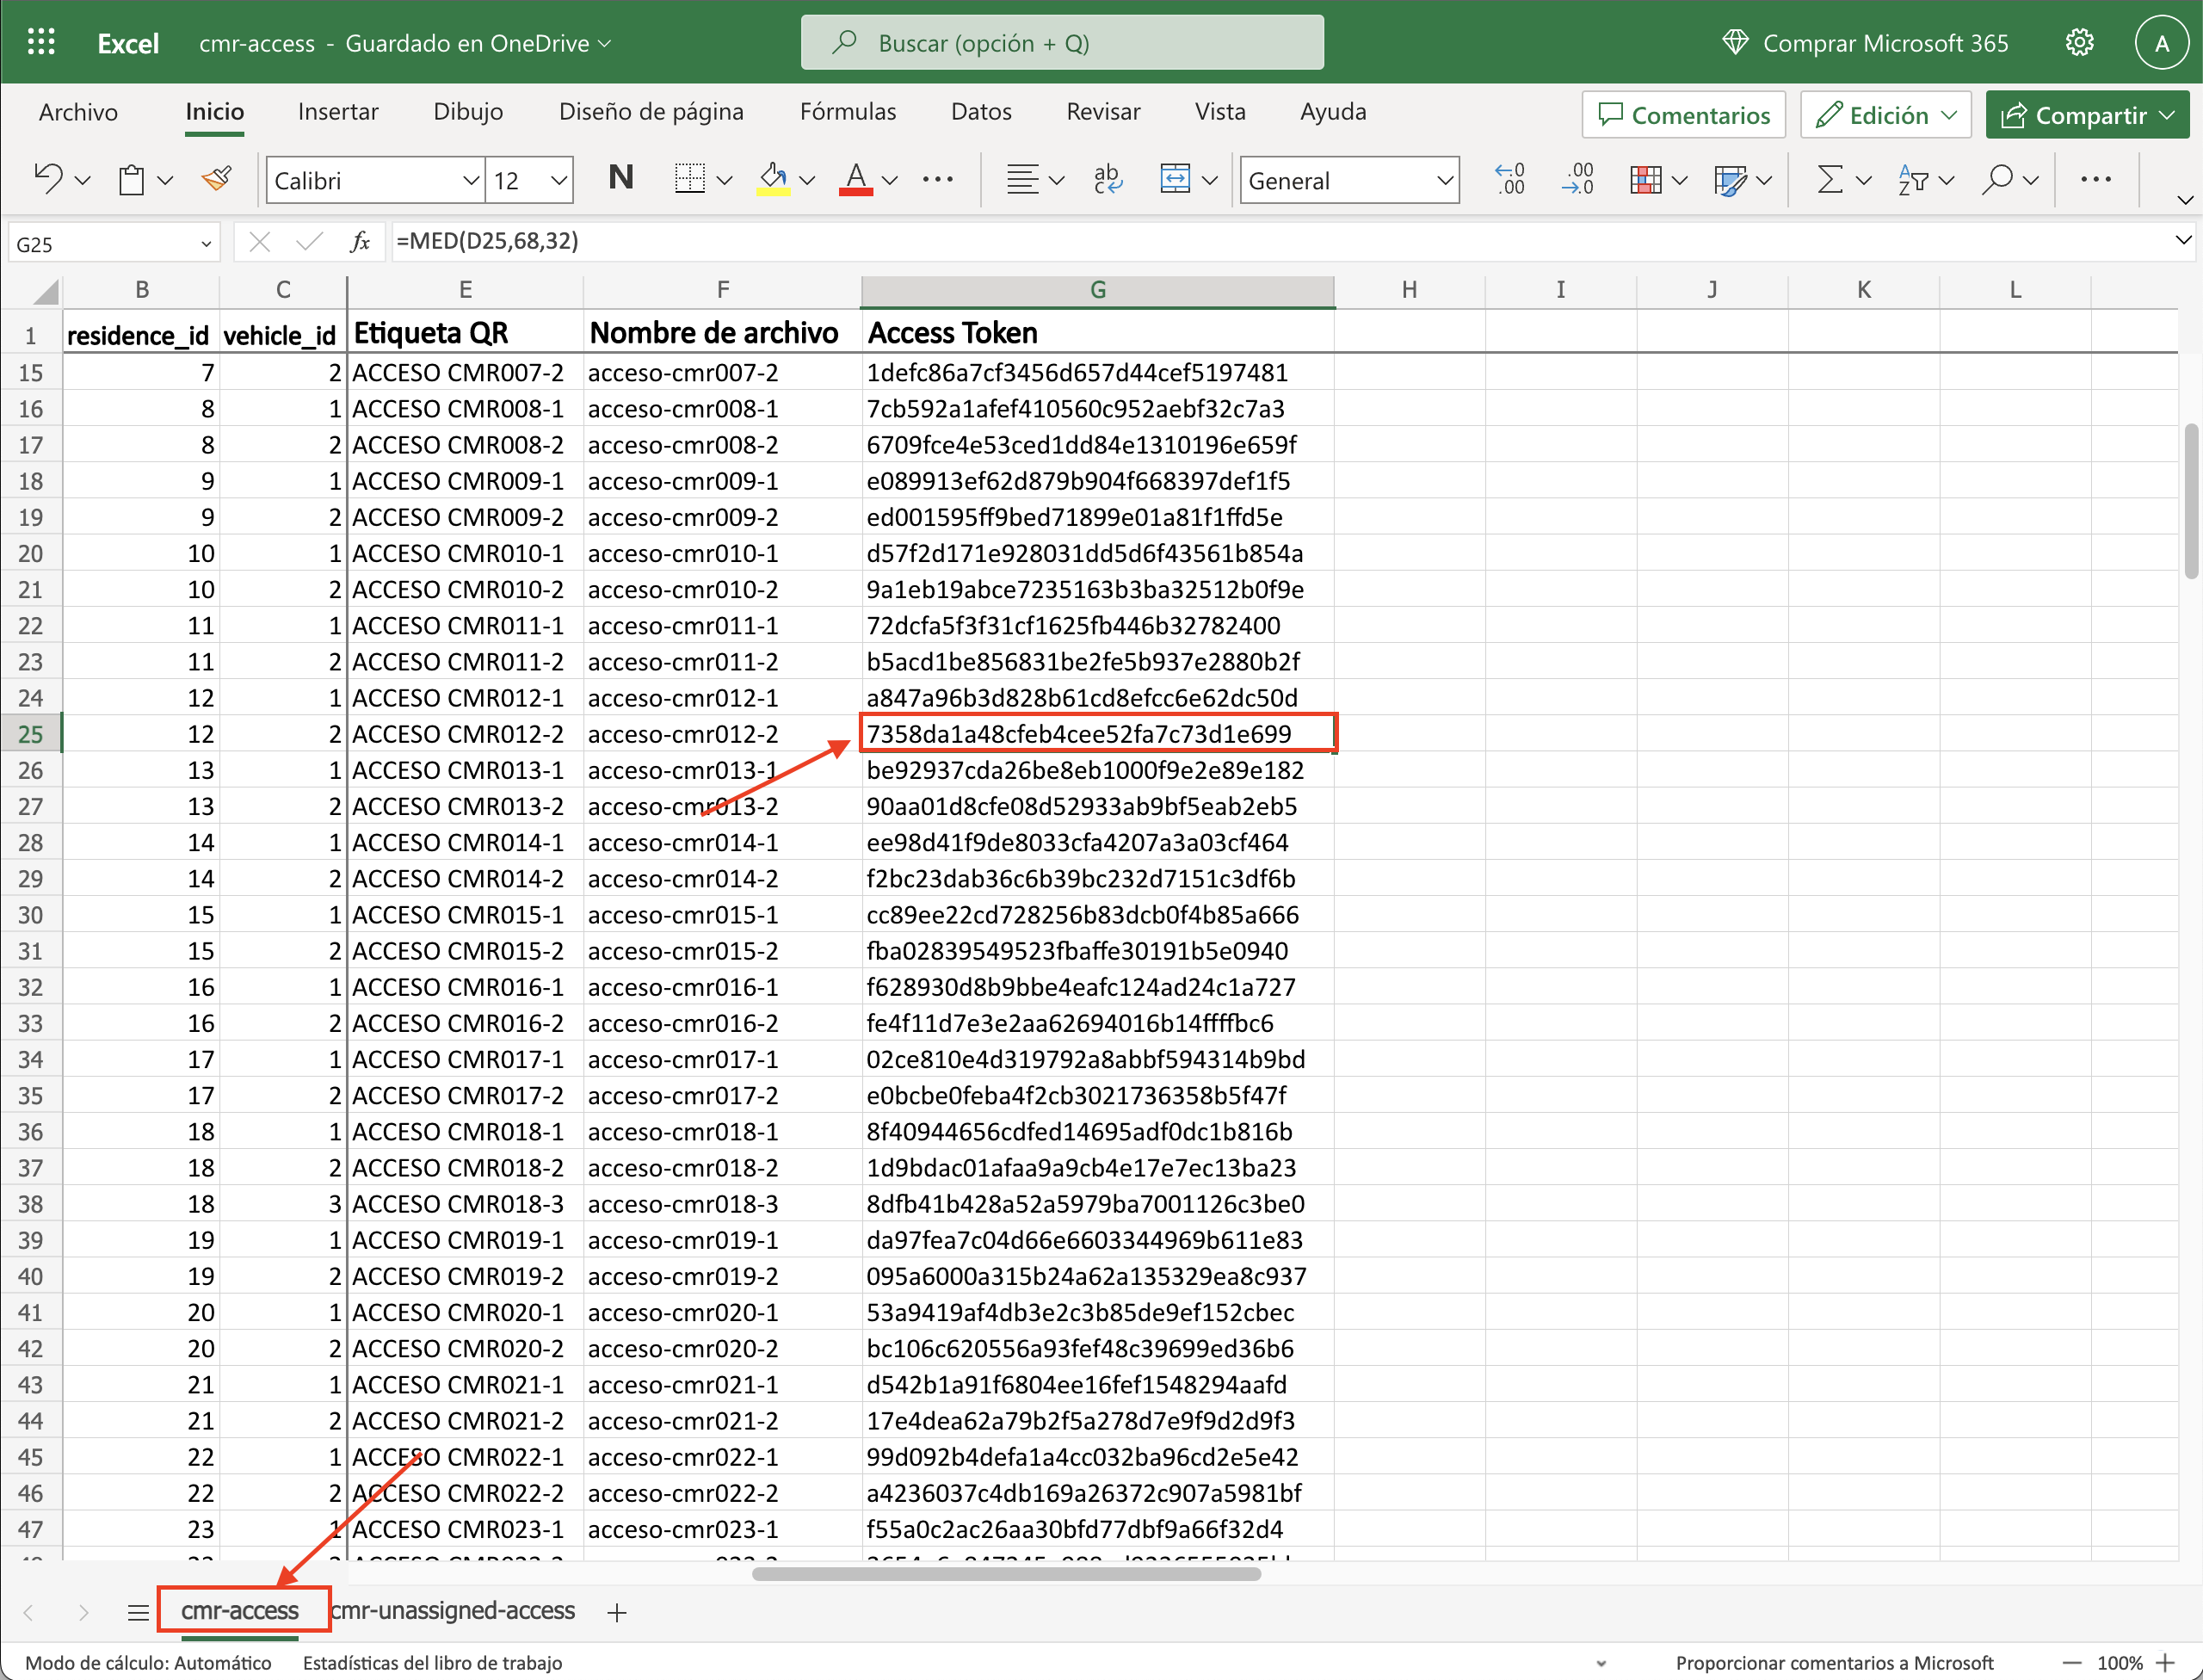 Excel cmr-access - Guardado en OneDrive Buscar (opción + Q) Comprar Microsoft 365 A
Archivo Inicio Insertar Dibujo Diseño de página Fórmulas Datos Revisar Vista Ayuda Comentarios Edición Compartir
Calibri 12 N A ab c General .0 .00 .00 .0 A Z
G25 fx =MED(D25,68,32)
B C E F G H I J K L
1 residence_id vehicle_id Etiqueta QR Nombre de archivo Access Token
15 7 2 ACCESO CMR007-2 acceso-cmr007-2 1defc86a7cf3456d657d44cef5197481
16 8 1 ACCESO CMR008-1 acceso-cmr008-1 7cb592a1afef410560c952aebf32c7a3
17 8 2 ACCESO CMR008-2 acceso-cmr008-2 6709fce4e53ced1dd84e1310196e659f
18 9 1 ACCESO CMR009-1 acceso-cmr009-1 e089913ef62d879b904f668397def1f5
19 9 2 ACCESO CMR009-2 acceso-cmr009-2 ed001595ff9bed71899e01a81f1ffd5e
20 10 1 ACCESO CMR010-1 acceso-cmr010-1 d57f2d171e928031dd5d6f43561b854a
21 10 2 ACCESO CMR010-2 acceso-cmr010-2 9a1eb19abce7235163b3ba32512b0f9e
22 11 1 ACCESO CMR011-1 acceso-cmr011-1 72dcfa5f3f31cf1625fb446b32782400
23 11 2 ACCESO CMR011-2 acceso-cmr011-2 b5acd1be856831be2fe5b937e2880b2f
24 12 1 ACCESO CMR012-1 acceso-cmr012-1 a847a96b3d828b61cd8efcc6e62dc50d
25 12 2 ACCESO CMR012-2 acceso-cmr012-2 7358da1a48cfeb4cee52fa7c73d1e699
26 13 1 ACCESO CMR013-1 acceso-cmr013-1 be92937cda26be8eb1000f9e2e89e182
27 13 2 ACCESO CMR013-2 acceso-cmr013-2 90aa01d8cfe08d52933ab9bf5eab2eb5
28 14 1 ACCESO CMR014-1 acceso-cmr014-1 ee98d41f9de8033cfa4207a3a03cf464
29 14 2 ACCESO CMR014-2 acceso-cmr014-2 f2bc23dab36c6b39bc232d7151c3df6b
30 15 1 ACCESO CMR015-1 acceso-cmr015-1 cc89ee22cd728256b83dcb0f4b85a666
31 15 2 ACCESO CMR015-2 acceso-cmr015-2 fba02839549523fbaffe30191b5e0940
32 16 1 ACCESO CMR016-1 acceso-cmr016-1 f628930d8b9bbe4eafc124ad24c1a727
33 16 2 ACCESO CMR016-2 acceso-cmr016-2 fe4f11d7e3e2aa62694016b14ffffbc6
34 17 1 ACCESO CMR017-1 acceso-cmr017-1 02ce810e4d319792a8abbf594314b9bd
35 17 2 ACCESO CMR017-2 acceso-cmr017-2 e0bcbe0feba4f2cb3021736358b5f47f
36 18 1 ACCESO CMR018-1 acceso-cmr018-1 8f40944656cdfed14695adf0dc1b816b
37 18 2 ACCESO CMR018-2 acceso-cmr018-2 1d9bdac01afaa9a9cb4e17e7ec13ba23
38 18 3 ACCESO CMR018-3 acceso-cmr018-3 8dfb41b428a52a5979ba7001126c3be0
39 19 1 ACCESO CMR019-1 acceso-cmr019-1 da97fea7c04d66e6603344969b611e83
40 19 2 ACCESO CMR019-2 acceso-cmr019-2 095a6000a315b24a62a135329ea8c937
41 20 1 ACCESO CMR020-1 acceso-cmr020-1 53a9419af4db3e2c3b85de9ef152cbec
42 20 2 ACCESO CMR020-2 acceso-cmr020-2 bc106c620556a93fef48c39699ed36b6
43 21 1 ACCESO CMR021-1 acceso-cmr021-1 d542b1a91f6804ee16fef1548294aafd
44 21 2 ACCESO CMR021-2 acceso-cmr021-2 17e4dea62a79b2f5a278d7e9f9d2d9f3
45 22 1 ACCESO CMR022-1 acceso-cmr022-1 99d092b4defa1a4cc032ba96cd2e5e42
46 22 2 ACCESO CMR022-2 acceso-cmr022-2 a4236037c4db169a26372c907a5981bf
47 23 1 ACCESO CMR023-1 acceso-cmr023-1 f55a0c2ac26aa30bfd77dbf9a66f32d4
cmr-access cmr-unassigned-access
Modo de cálculo: Automático Estadísticas del libro de trabajo Proporcionar comentarios a Microsoft 100%